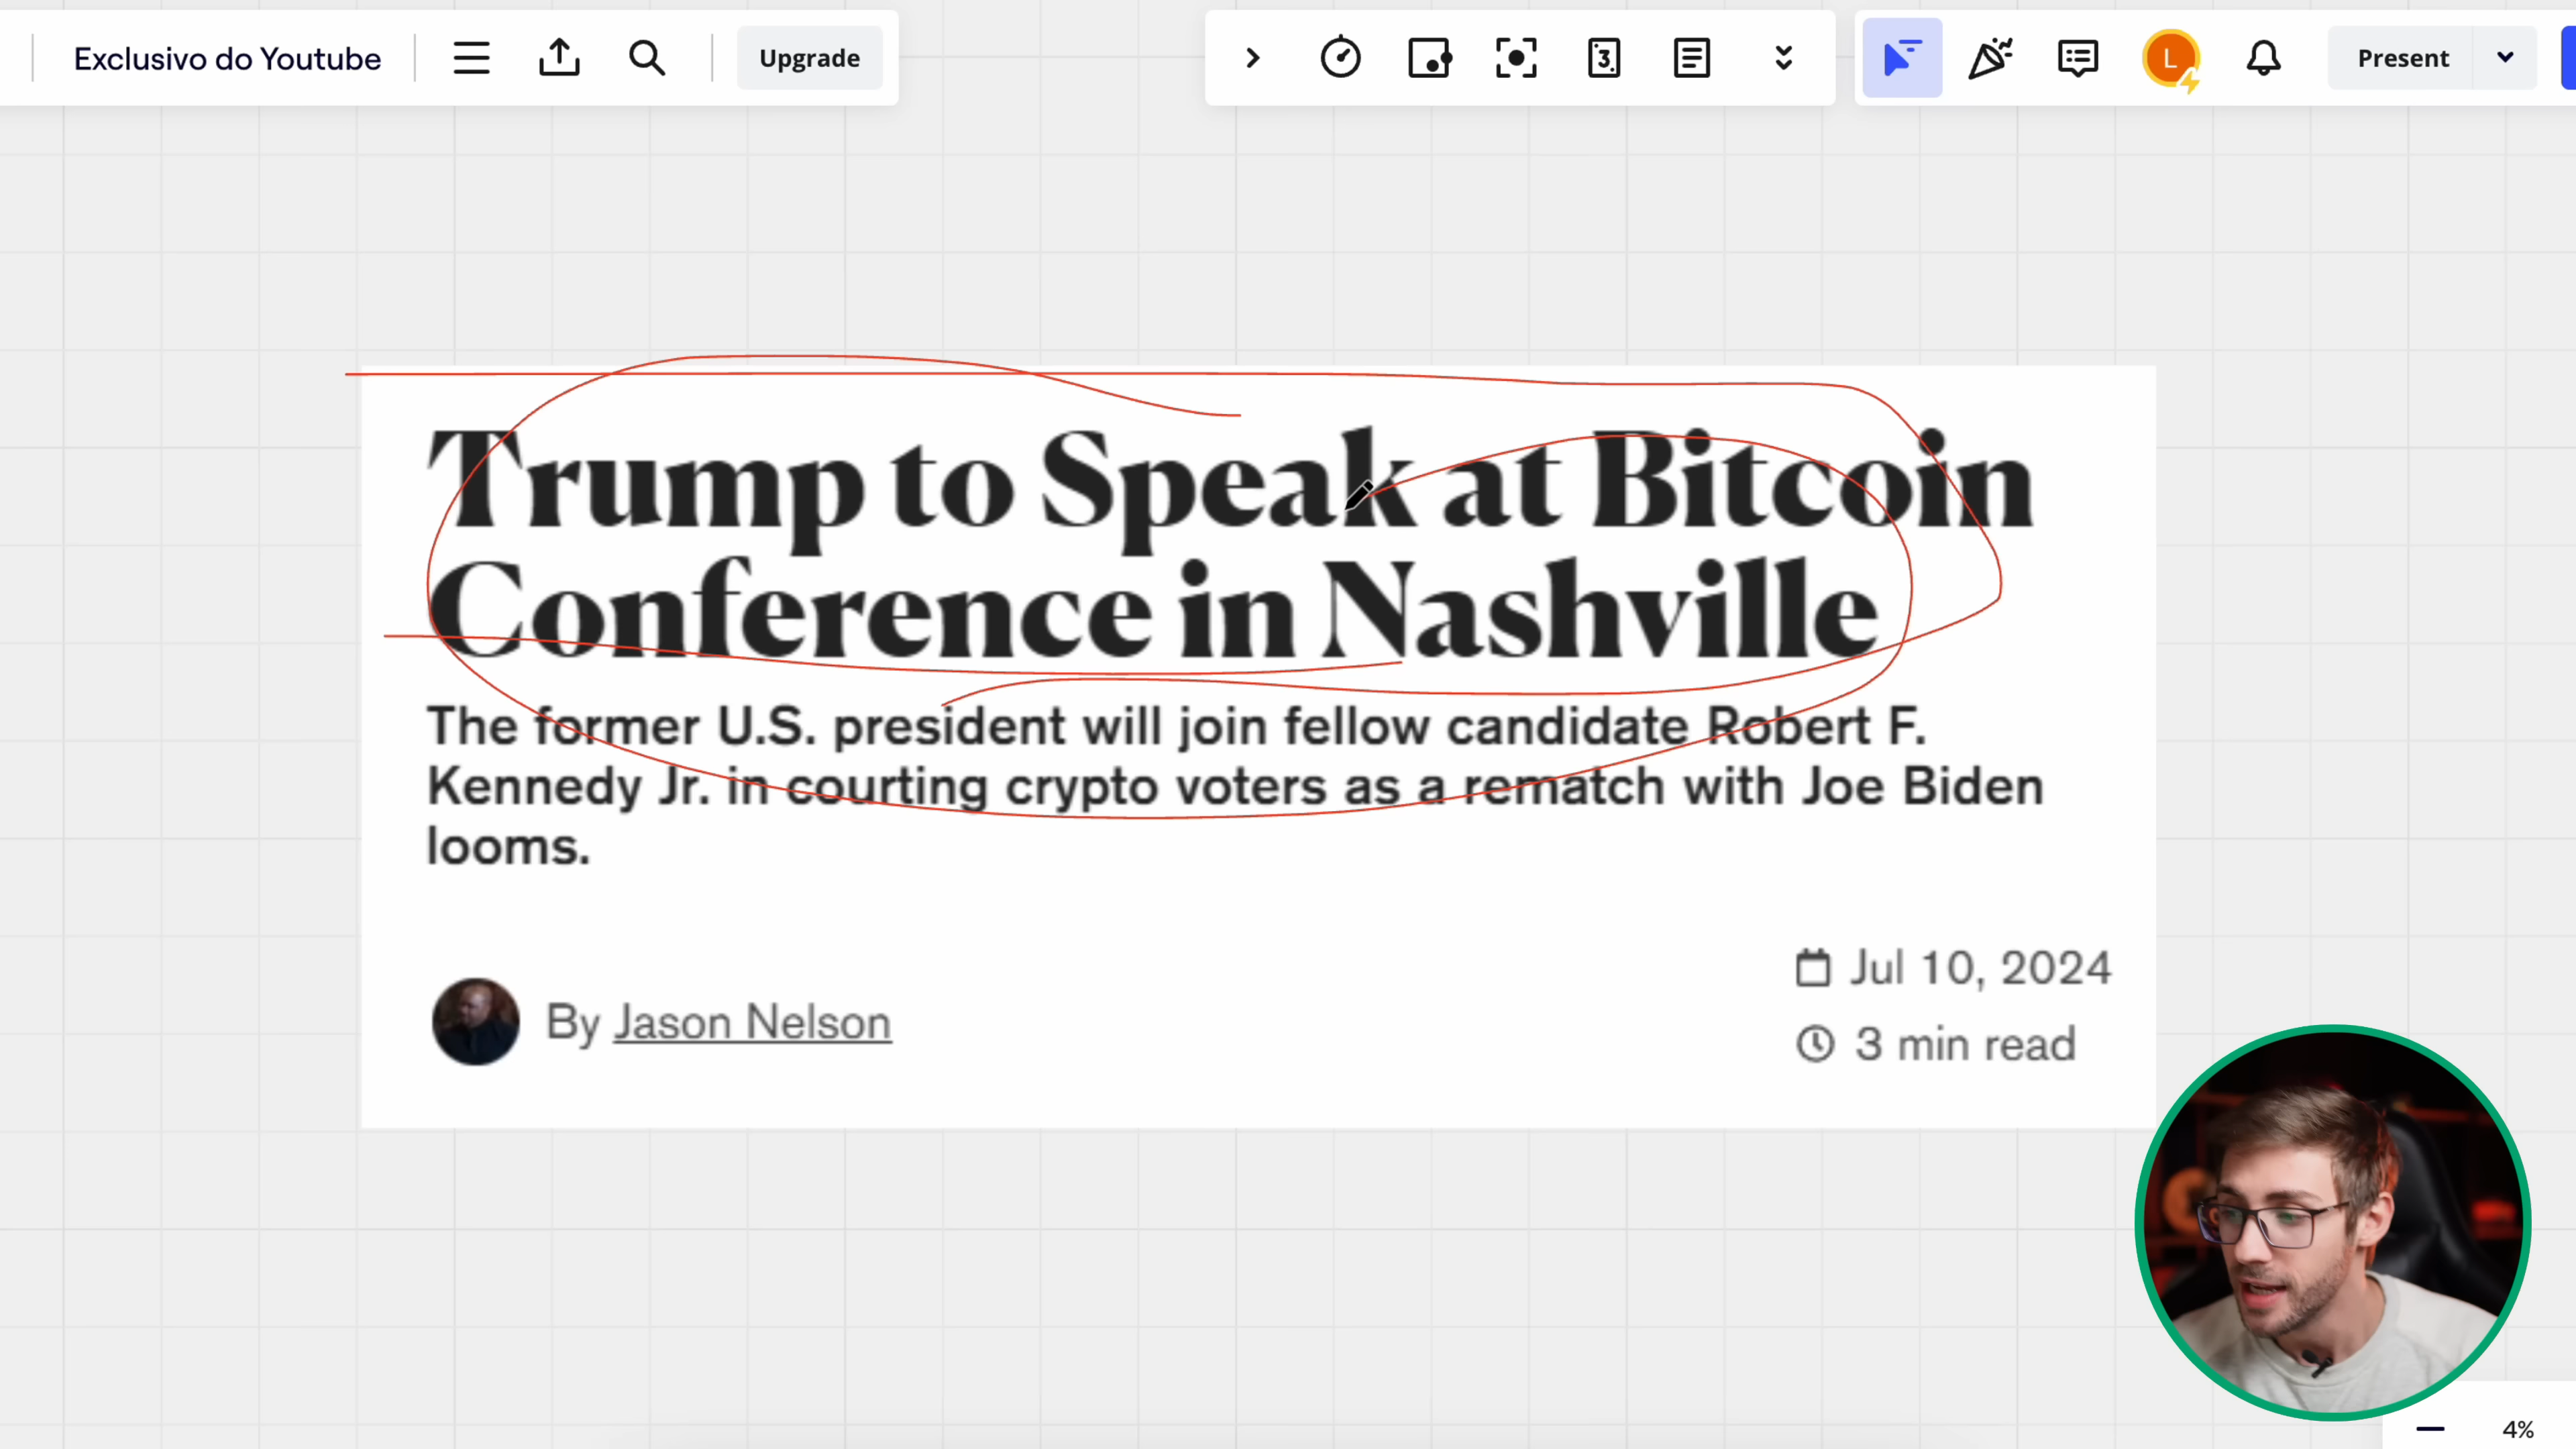 Exclusivo do Youtube
Upgrade
3
L
Present
Trump to Speak at Bitcoin
Conference in Nashville
The former U.S. president will join fellow candidate Robert F.
Kennedy Jr. in courting crypto voters as a rematch with Joe Biden
looms.
By Jason Nelson
Jul 10, 2024
3 min read
4%